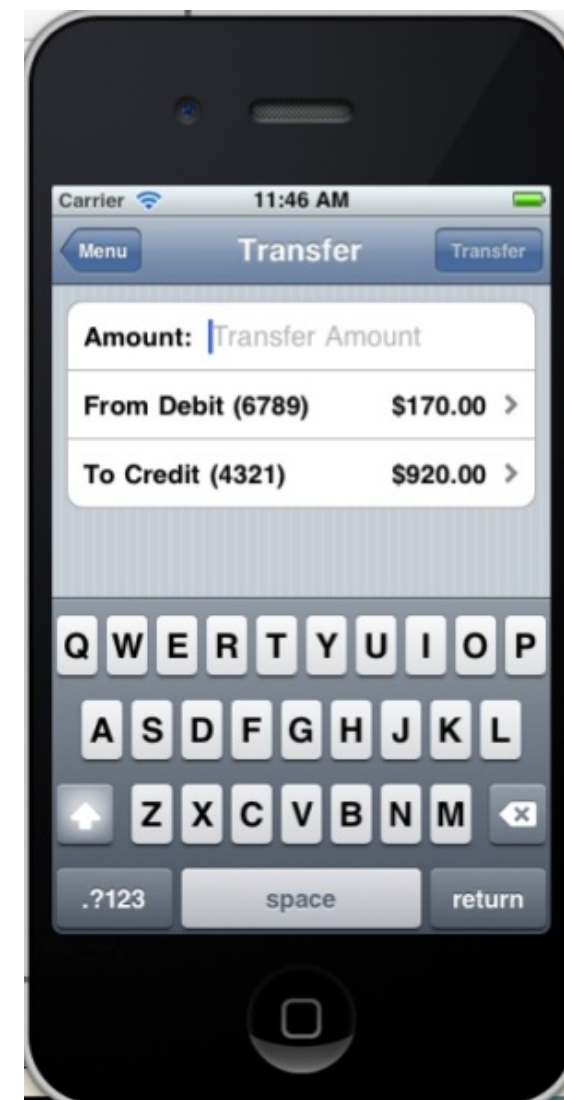 Carrier 11:46 AM
Menu Transfer Transfer
Amount: Transfer Amount
From Debit (6789) $170.00
To Credit (4321) $920.00
Q W E R T Y U I O P
A S D F G H J K L
Z X C V B N M
.?123 space return